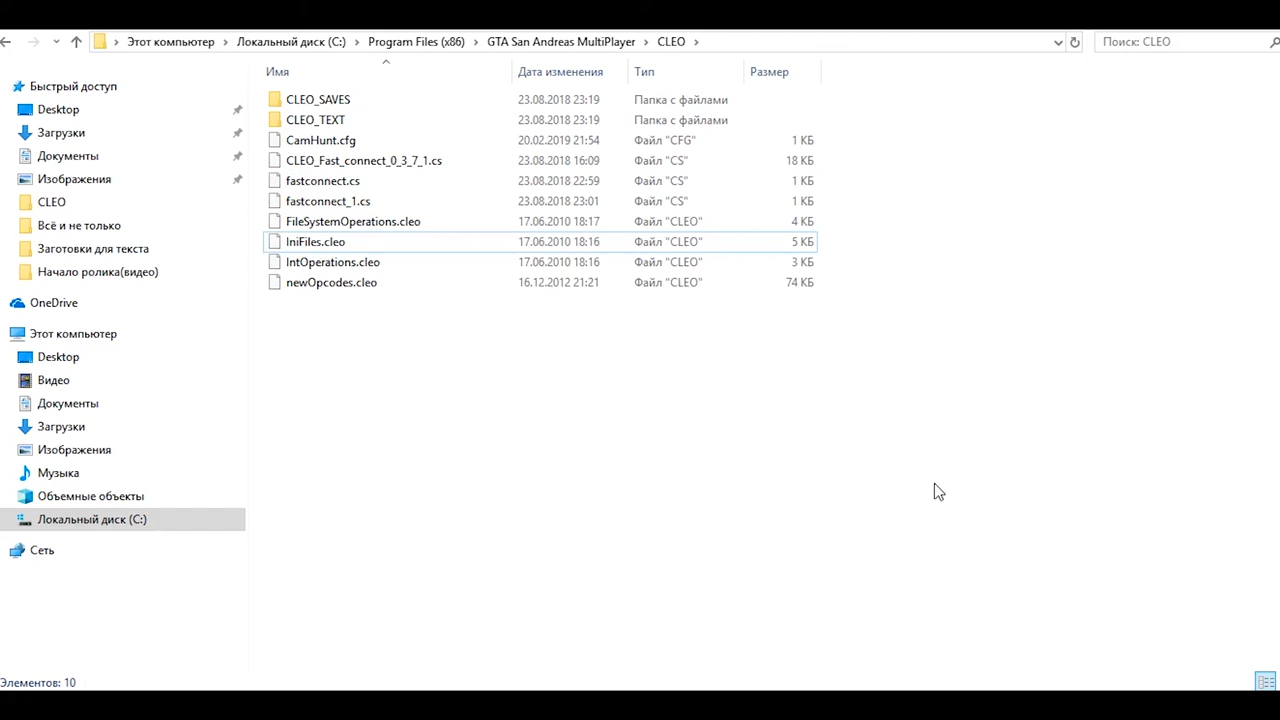 Этот компьютер Локальный диск (C:) Program Files (x86) GTA San Andreas MultiPlayer CLEO Поиск: CLEO
Имя Дата изменения Тип Размер
CLEO_SAVES 23.08.2018 23:19 Папка с файлами
CLEO_TEXT 23.08.2018 23:19 Папка с файлами
CamHunt.cfg 20.02.2019 21:54 Файл "CFG" 1 КБ
CLEO_Fast_connect_0_3_7_1.cs 23.08.2018 16:09 Файл "CS" 18 КБ
fastconnect.cs 23.08.2018 22:59 Файл "CS" 1 КБ
fastconnect_1.cs 23.08.2018 23:01 Файл "CS" 1 КБ
FileSystemOperations.cleo 17.06.2010 18:17 Файл "CLEO" 4 КБ
IniFiles.cleo 17.06.2010 18:16 Файл "CLEO" 5 КБ
IntOperations.cleo 17.06.2010 18:16 Файл "CLEO" 3 КБ
newOpcodes.cleo 16.12.2012 21:21 Файл "CLEO" 74 КБ
Быстрый доступ
Desktop
Загрузки
Документы
Изображения
CLEO
Всё и не только
Заготовки для текста
Начало ролика(видео)
OneDrive
Этот компьютер
Desktop
Видео
Документы
Загрузки
Изображения
Музыка
Объемные объекты
Локальный диск (C:)
Сеть
Элементов: 10